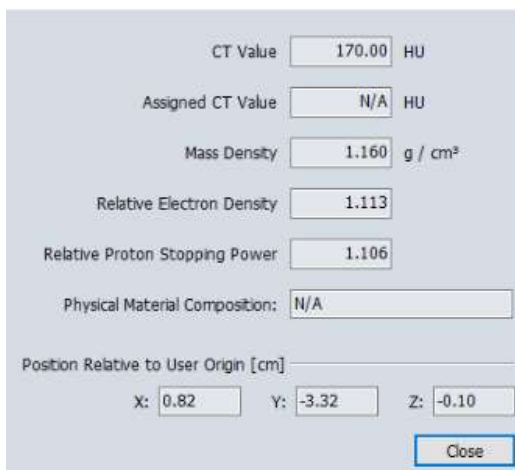 CT Value 170.00 HU
Assigned CT Value N/A HU
Mass Density 1.160 g / cm³
Relative Electron Density 1.113
Relative Proton Stopping Power 1.106
Physical Material Composition: N/A
Position Relative to User Origin [cm]
X: 0.82 Y: -3.32 Z: -0.10
Close